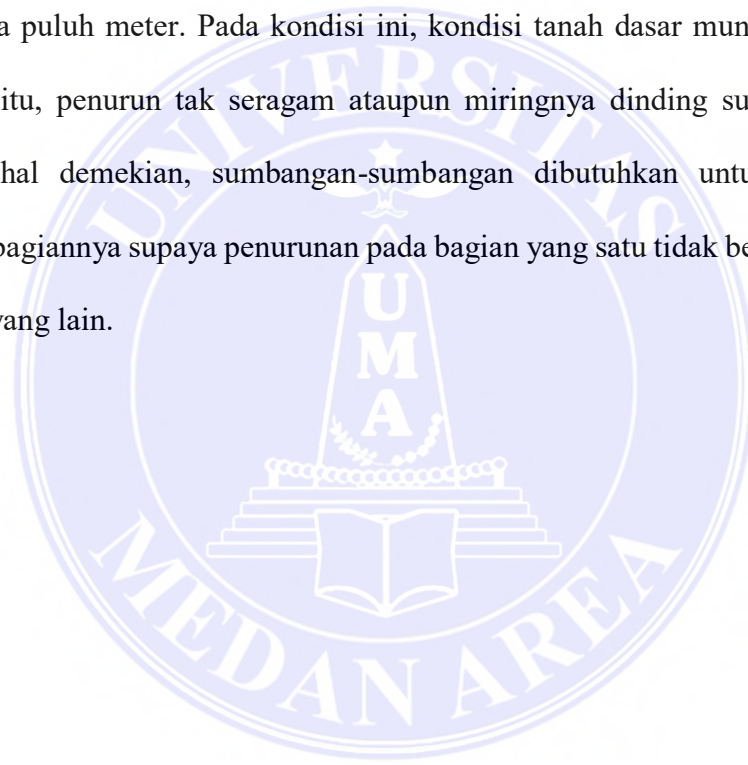 a puluh meter. Pada kondisi ini, kondisi tanah dasar mun
itu, penurun tak seragam ataupun miringnya dinding su
hal demekian, sumbangan-sumbangan dibutuhkan untu
bagiannya supaya penurunan pada bagian yang satu tidak be
yang lain.
UNIVERSITAS
U
M
A
MEDAN AREA